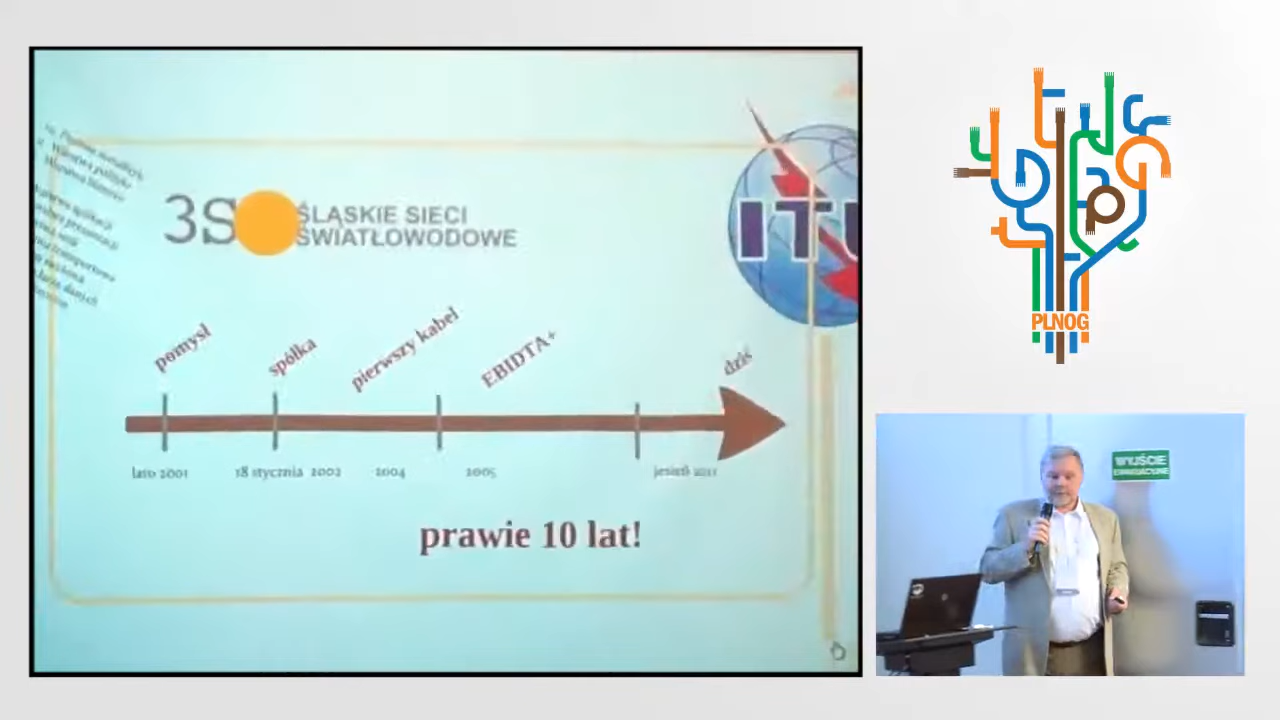 3S
ŚLĄSKIE SIECI
ŚWIATŁOWODOWE
ITU
pomysł
spółka
pierwszy kabel
EBIDTA+
dziś
lato 2001
18 stycznia 2002
2004
2005
jesień 2011
prawie 10 lat!
PLNOG
WYJŚCIE
EWAKUACYJNE